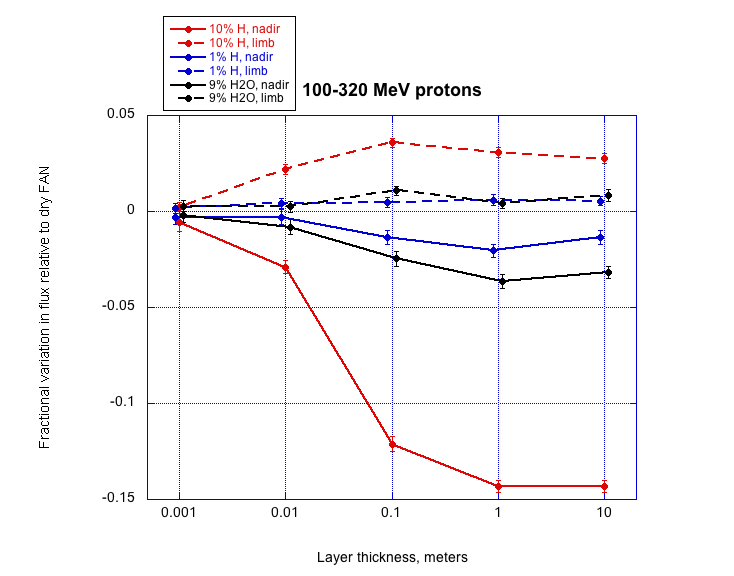 10% H, nadir
10% H, limb
1% H, nadir
1% H, limb
9% H2O, nadir
9% H2O, limb
100-320 MeV protons
0.05
0
-0.05
-0.1
-0.15
Fractional variation in flux relative to dry FAN
0.001 0.01 0.1 1 10
Layer thickness, meters